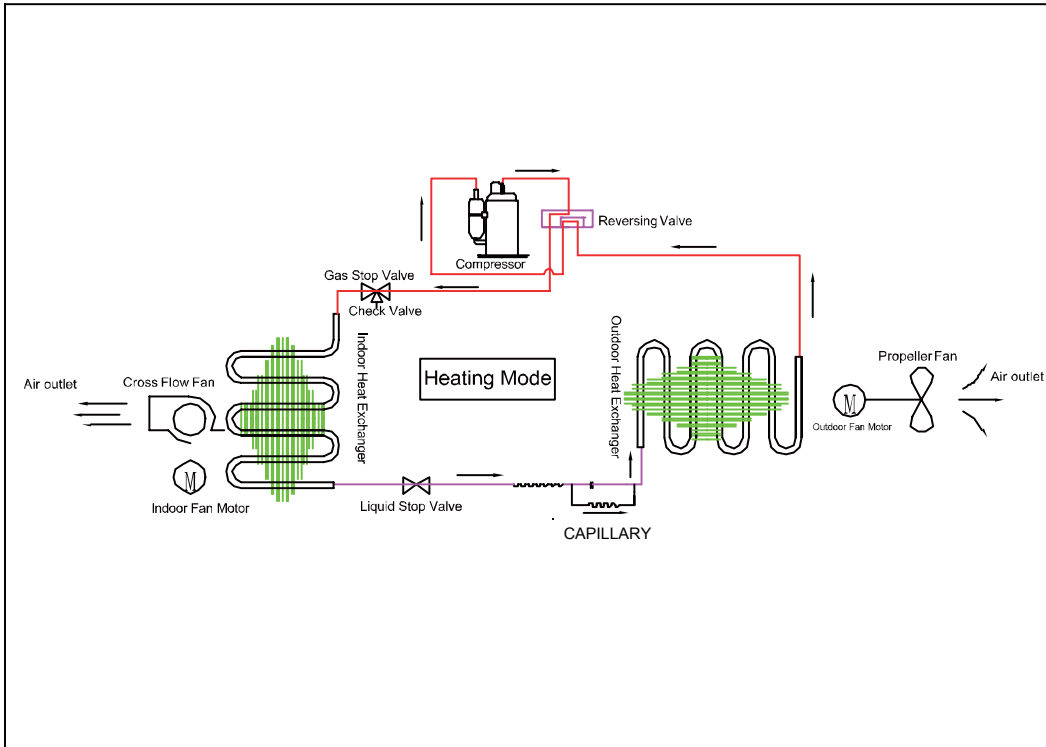 Reversing Valve
Compressor
Gas Stop Valve
Check Valve
Indoor Heat Exchanger
Outdoor Heat Exchanger
Heating Mode
Propeller Fan
Air outlet
Cross Flow Fan
Air outlet
M
Outdoor Fan Motor
M
Indoor Fan Motor
Liquid Stop Valve
CAPILLARY